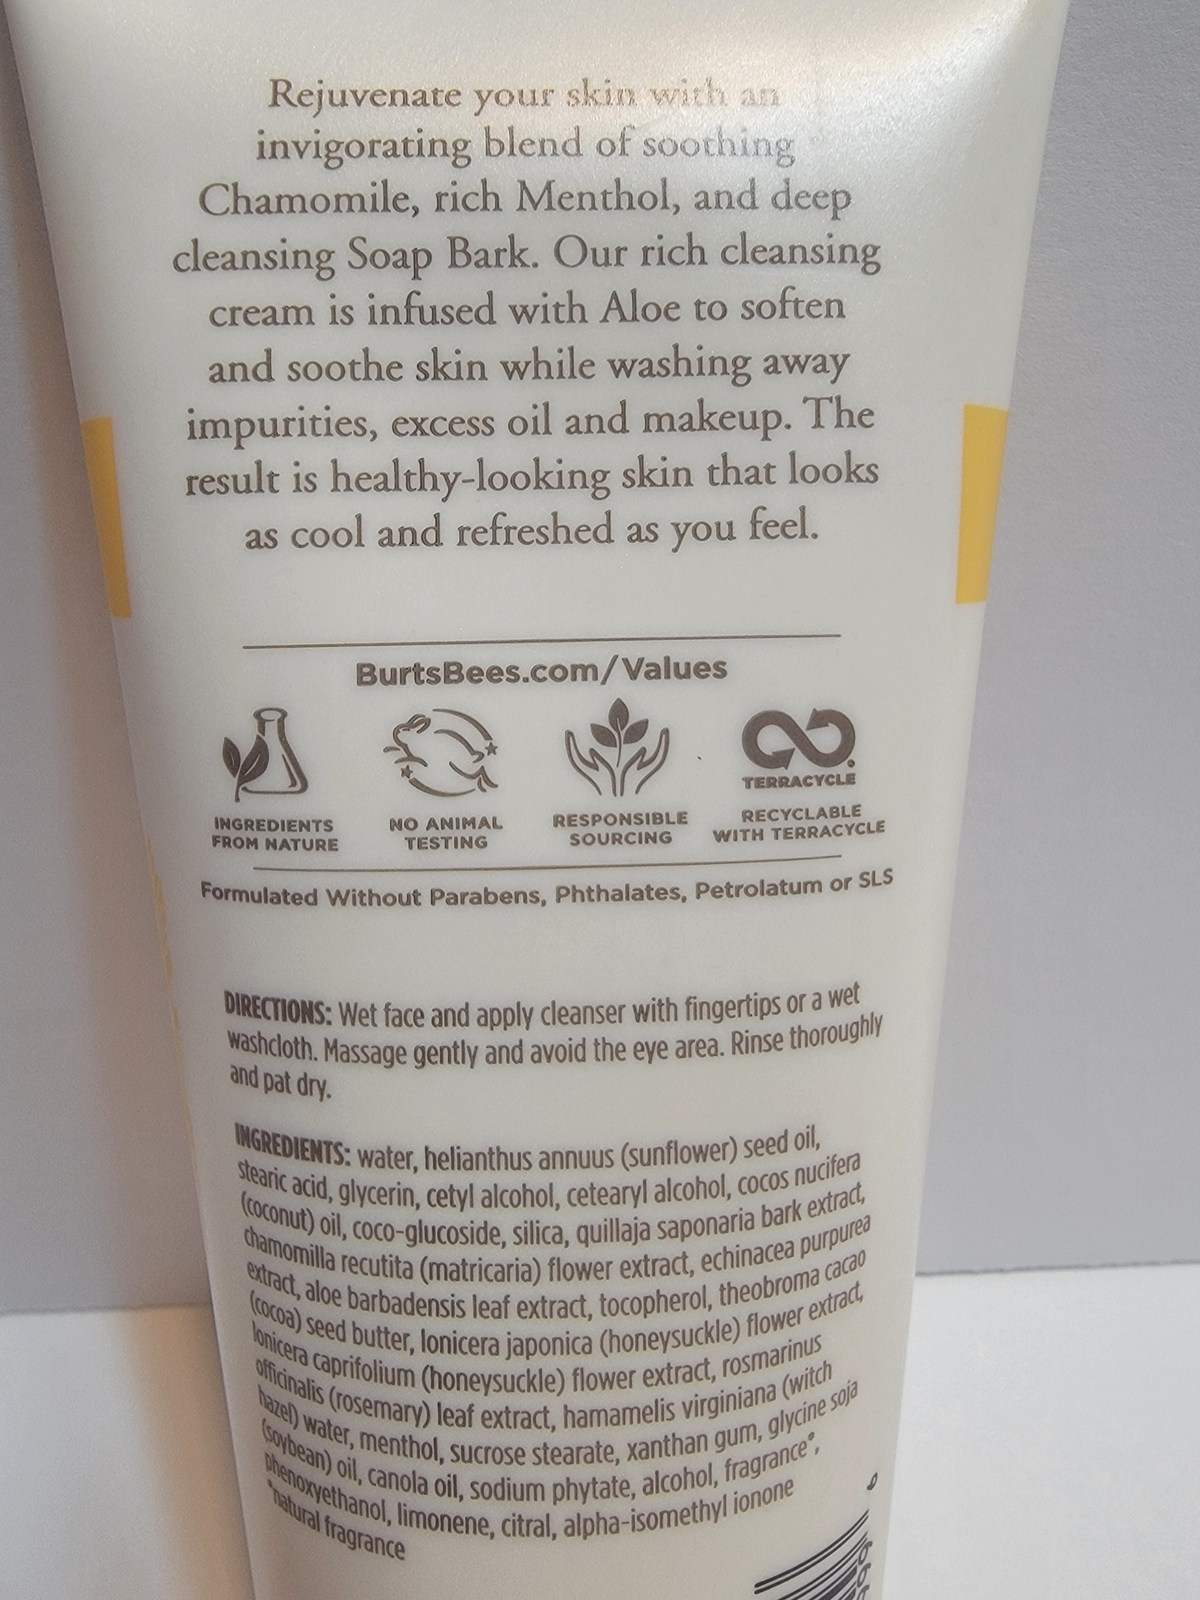 Rejuvenate your skin with an
invigorating blend of soothing
Chamomile, rich Menthol, and deep
cleansing Soap Bark. Our rich cleansing
cream is infused with Aloe to soften
and soothe skin while washing away
impurities, excess oil and makeup. The
result is healthy-looking skin that looks
as cool and refreshed as you feel.
BurtsBees.com/Values
TERRACYCLE
INGREDIENTS
FROM NATURE
NO ANIMAL
TESTING
RESPONSIBLE
SOURCING
RECYCLABLE
WITH TERRACYCLE
Formulated Without Parabens, Phthalates, Petrolatum or SLS
DIRECTIONS: Wet face and apply cleanser with fingertips or a wet
washcloth. Massage gently and avoid the eye area. Rinse thoroughly
and pat dry.
INGREDIENTS: water, helianthus annuus (sunflower) seed oil,
stearic acid, glycerin, cetyl alcohol, cetearyl alcohol, cocos nucifera
(coconut) oil, coco-glucoside, silica, quillaja saponaria bark extract,
chamomilla recutita (matricaria) flower extract, echinacea purpurea
extract, aloe barbadensis leaf extract, tocopherol, theobroma cacao
(cocoa) seed butter, lonicera japonica (honeysuckle) flower extract,
lonicera caprifolium (honeysuckle) flower extract, rosmarinus
officinalis (rosemary) leaf extract, hamamelis virginiana (witch
hazel) water, menthol, sucrose stearate, xanthan gum, glycine soja
(soybean) oil, canola oil, sodium phytate, alcohol, fragrance*,
phenoxyethanol, limonene, citral, alpha-isomethyl ionone
*natural fragrance